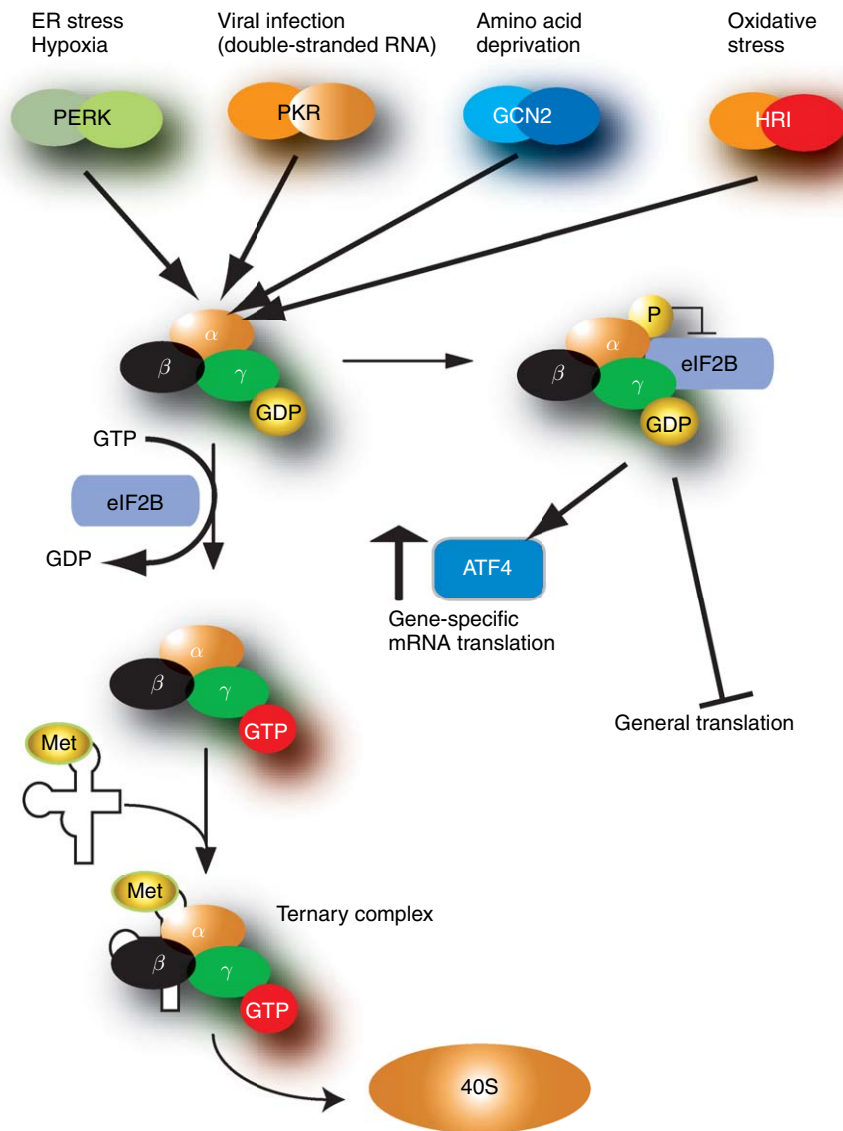 ER stress
Hypoxia
Viral infection
(double-stranded RNA)
Amino acid
deprivation
Oxidative
stress
PERK
PKR
GCN2
HRI
α
β
γ
GDP
P
α
eIF2B
β
γ
GDP
GTP
eIF2B
GDP
ATF4
Gene-specific
mRNA translation
General translation
α
β
γ
GTP
Met
Met
Ternary complex
α
β
γ
GTP
40S